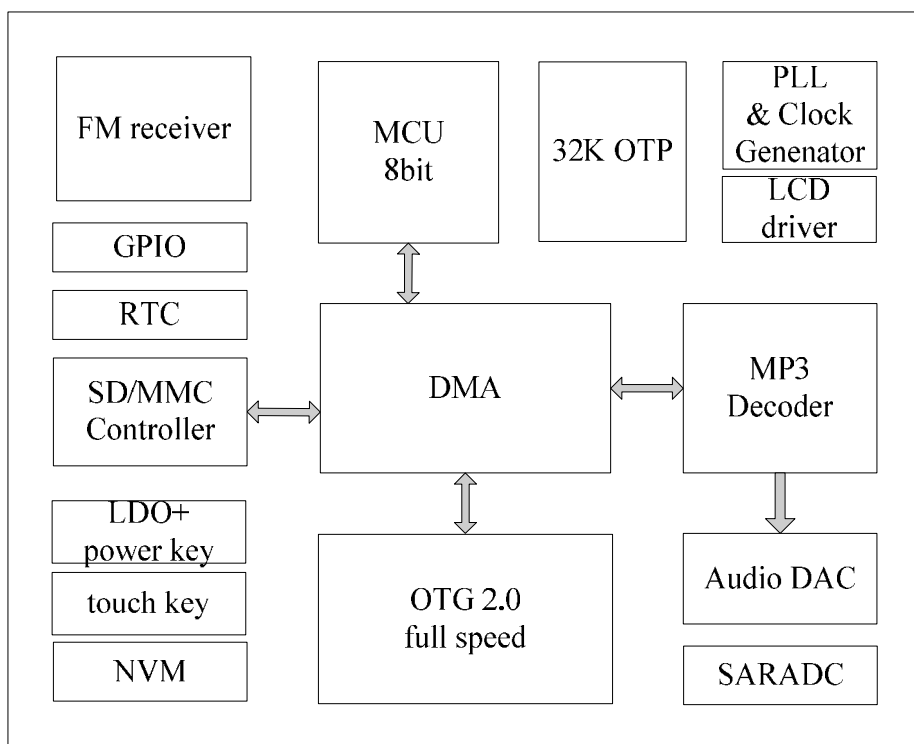 FM receiver
MCU
8bit
32K OTP
PLL
& Clock
Genenator
LCD
driver
GPIO
RTC
SD/MMC
Controller
DMA
MP3
Decoder
LDO+
power key
touch key
NVM
OTG 2.0
full speed
Audio DAC
SARADC